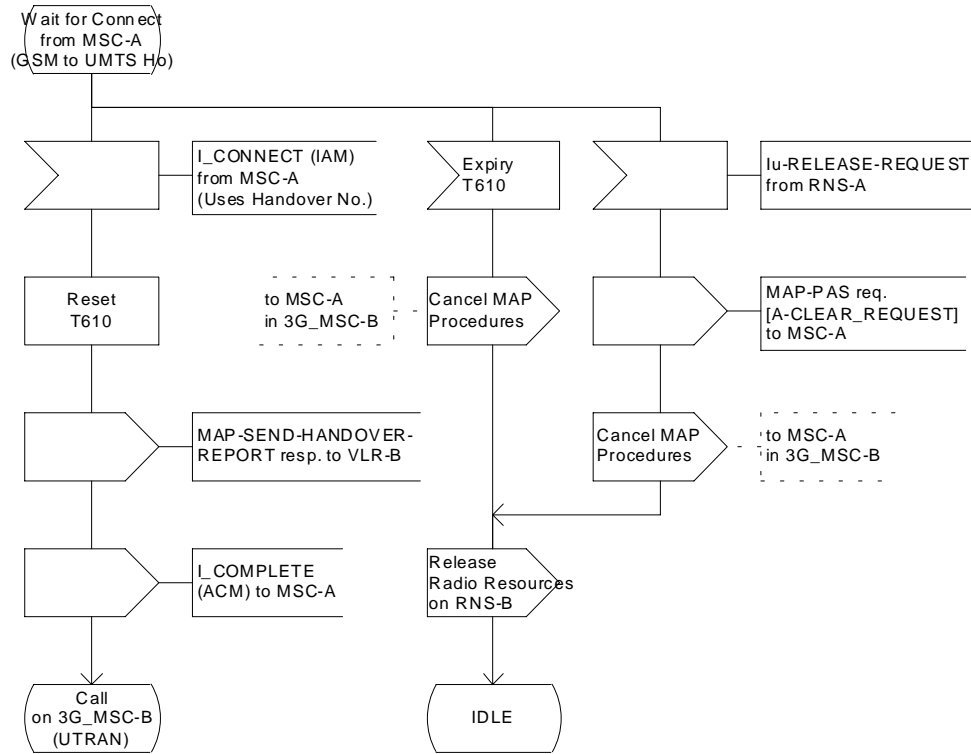 Wait for Connect
from MSC-A
(GSM to UMTS Ho)
I_CONNECT (IAM)
from MSC-A
(Uses Handover No.)
Expiry
T610
Iu-RELEASE-REQUEST
from RNS-A
Reset
T610
to MSC-A
in 3G_MSC-B
Cancel MAP
Procedures
MAP-PAS req.
[A-CLEAR_REQUEST]
to MSC-A
MAP-SEND-HANDOVER-
REPORT resp. to VLR-B
Cancel MAP
Procedures
to MSC-A
in 3G_MSC-B
I_COMPLETE
(ACM) to MSC-A
Release
Radio Resources
on RNS-B
Call
on 3G_MSC-B
(UTRAN)
IDLE